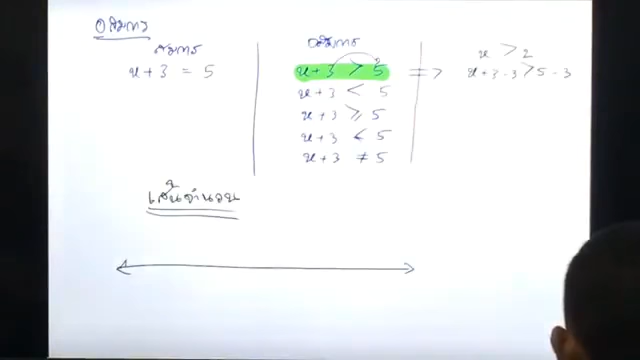 อสมการ
สมการ
x + 3 = 5
อสมการ
x + 3 > 5
x + 3 < 5
x + 3 ≥ 5
x + 3 ≤ 5
x + 3 ≠ 5
=>
x > 2
x + 3 - 3 > 5 - 3
เส้นจำนวน